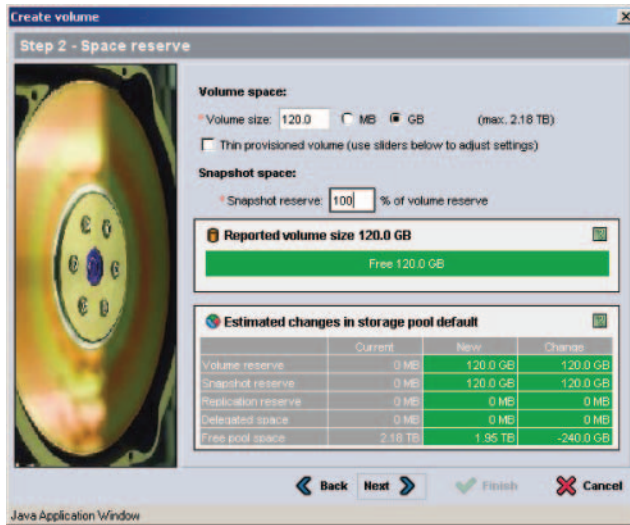 Create volume
Step 2 - Space reserve
Volume space:
*Volume size: 120.0 MB GB (max. 2.18 TB)
Thin provisioned volume (use sliders below to adjust settings)
Snapshot space:
*Snapshot reserve: 100 % of volume reserve
Reported volume size 120.0 GB
Free 120.0 GB
Estimated changes in storage pool default
Current New Change
Volume reserve 0 MB 120.0 GB 120.0 GB
Snapshot reserve 0 MB 120.0 GB 120.0 GB
Replication reserve 0 MB 0 MB 0 MB
Delegated space 0 MB 0 MB 0 MB
Free pool space 2.18 TB 1.95 TB -240.0 GB
Back Next Finish Cancel
Java Application Window